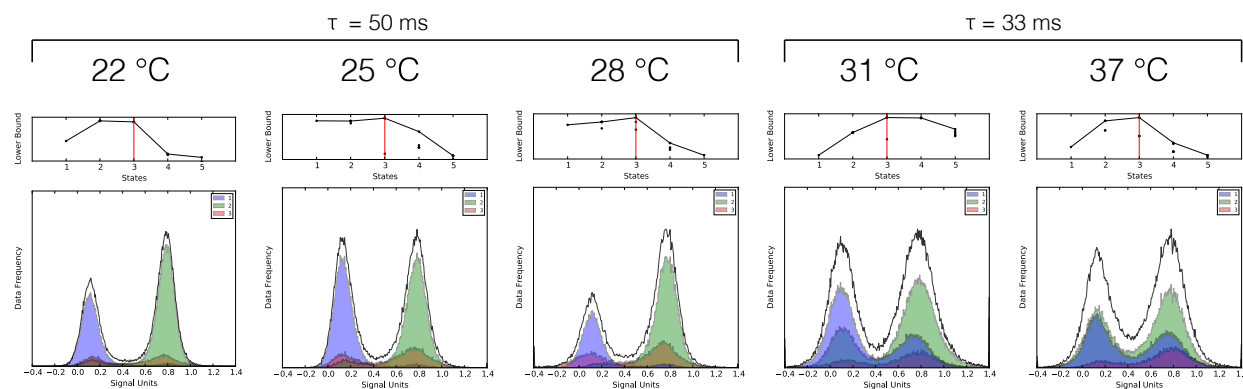 τ = 50 ms
τ = 33 ms
22 °C
25 °C
28 °C
31 °C
37 °C
Lower Bound
1 2 3 4 5
States
Lower Bound
1 2 3 4 5
States
Lower Bound
1 2 3 4 5
States
Lower Bound
1 2 3 4 5
States
Lower Bound
1 2 3 4 5
States
Data Frequency
1
2
3
−0.4 −0.2 0.0 0.2 0.4 0.6 0.8 1.0 1.2 1.4
Signal Units
Data Frequency
1
2
3
−0.4 −0.2 0.0 0.2 0.4 0.6 0.8 1.0 1.2 1.4
Signal Units
Data Frequency
1
2
3
−0.4 −0.2 0.0 0.2 0.4 0.6 0.8 1.0 1.2 1.4
Signal Units
Data Frequency
1
2
3
−0.4 −0.2 0.0 0.2 0.4 0.6 0.8 1.0 1.2 1.4
Signal Units
Data Frequency
1
2
3
−0.4 −0.2 0.0 0.2 0.4 0.6 0.8 1.0 1.2 1.4
Signal Units